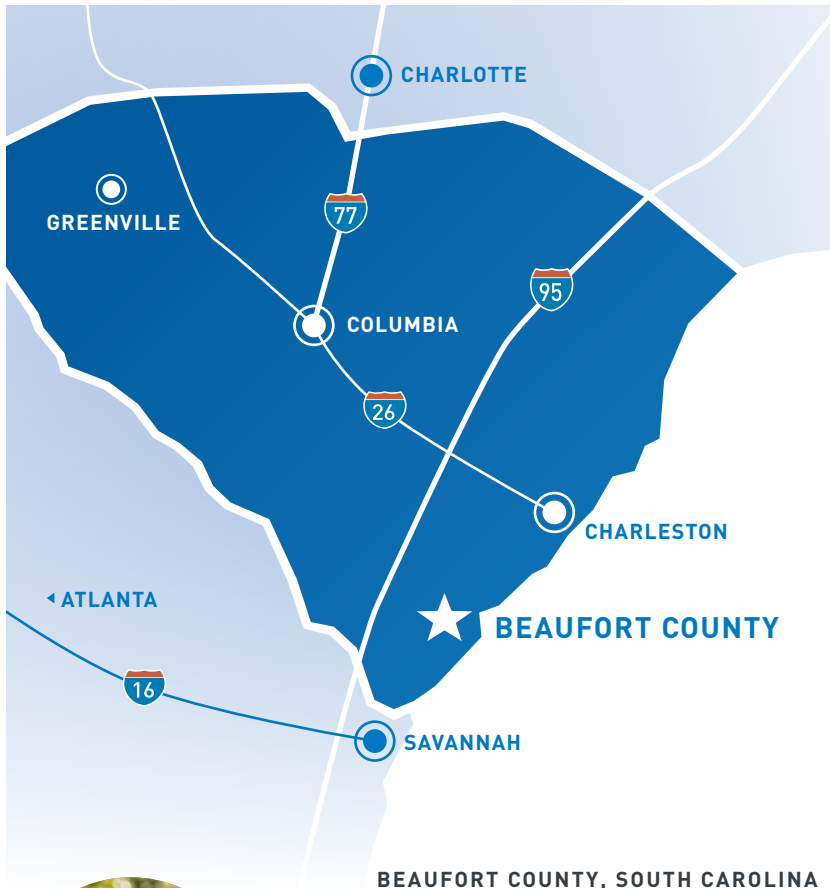 CHARLOTTE
GREENVILLE
77
95
COLUMBIA
26
CHARLESTON
ATLANTA
BEAUFORT COUNTY
16
SAVANNAH
BEAUFORT COUNTY, SOUTH CAROLINA